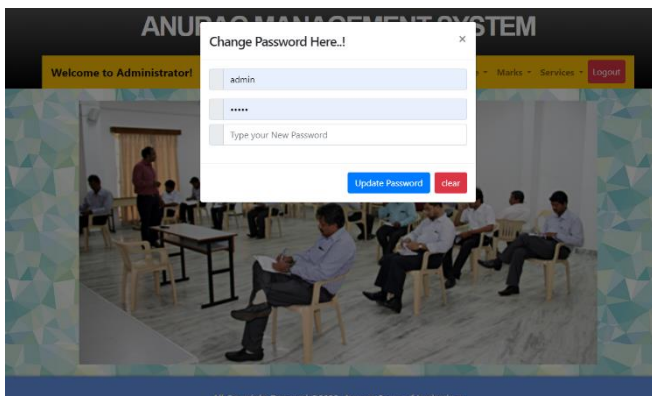 ANURAG MANAGEMENT SYSTEM
Change Password Here..!
×
Welcome to Administrator!
Marks
Services
Logout
admin
•••••
Type your New Password
Update Password
clear